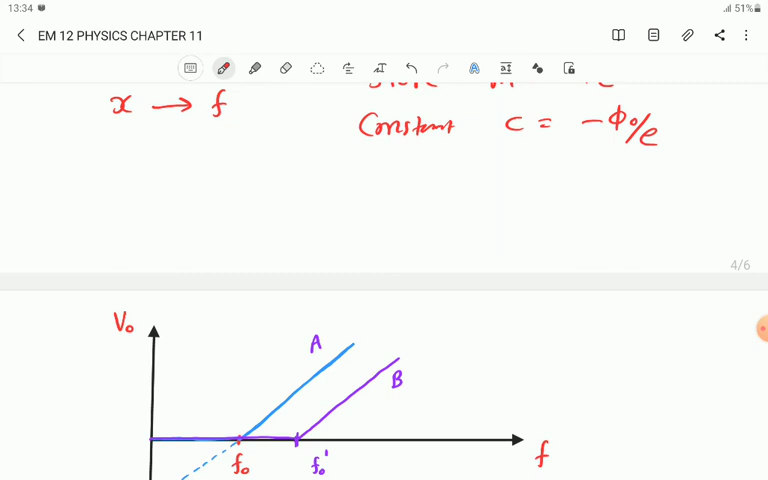 13:34
51%
EM 12 PHYSICS CHAPTER 11
x → f
Constant c = -ϕ₀/e
4/6
V₀
A
B
f₀
f₀'
f